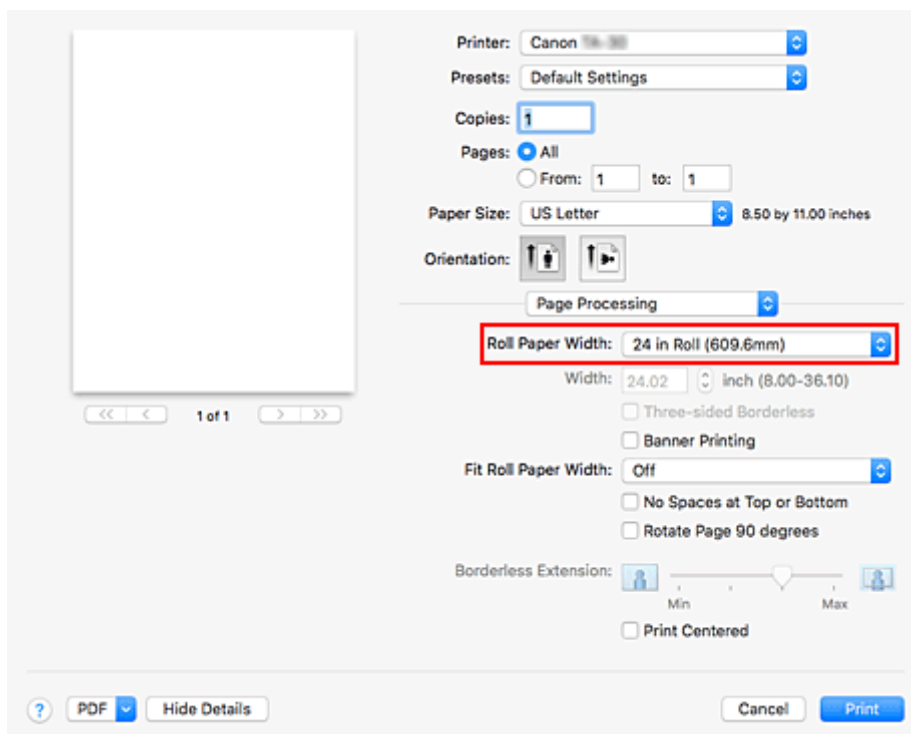 Printer: Canon
Presets: Default Settings
Copies: 1
Pages: All
From: 1 to: 1
Paper Size: US Letter 8.50 by 11.00 inches
Orientation:
Page Processing
Roll Paper Width: 24 in Roll (609.6mm)
Width: 24.02 inch (8.00-36.10)
Three-sided Borderless
1 of 1
Banner Printing
Fit Roll Paper Width: Off
No Spaces at Top or Bottom
Rotate Page 90 degrees
Borderless Extension:
Min Max
Print Centered
? PDF Hide Details Cancel Print